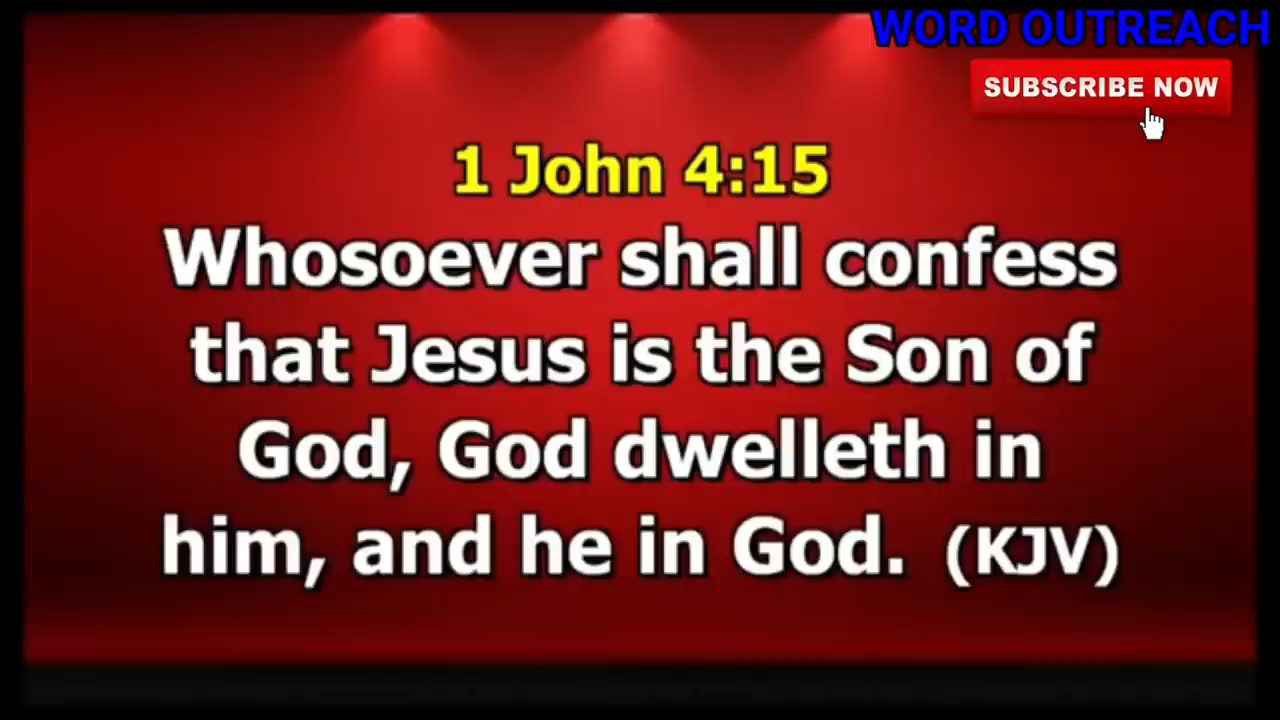 WORD OUTREACH
SUBSCRIBE NOW
1 John 4:15
Whosoever shall confess
that Jesus is the Son of
God, God dwelleth in
him, and he in God. (KJV)